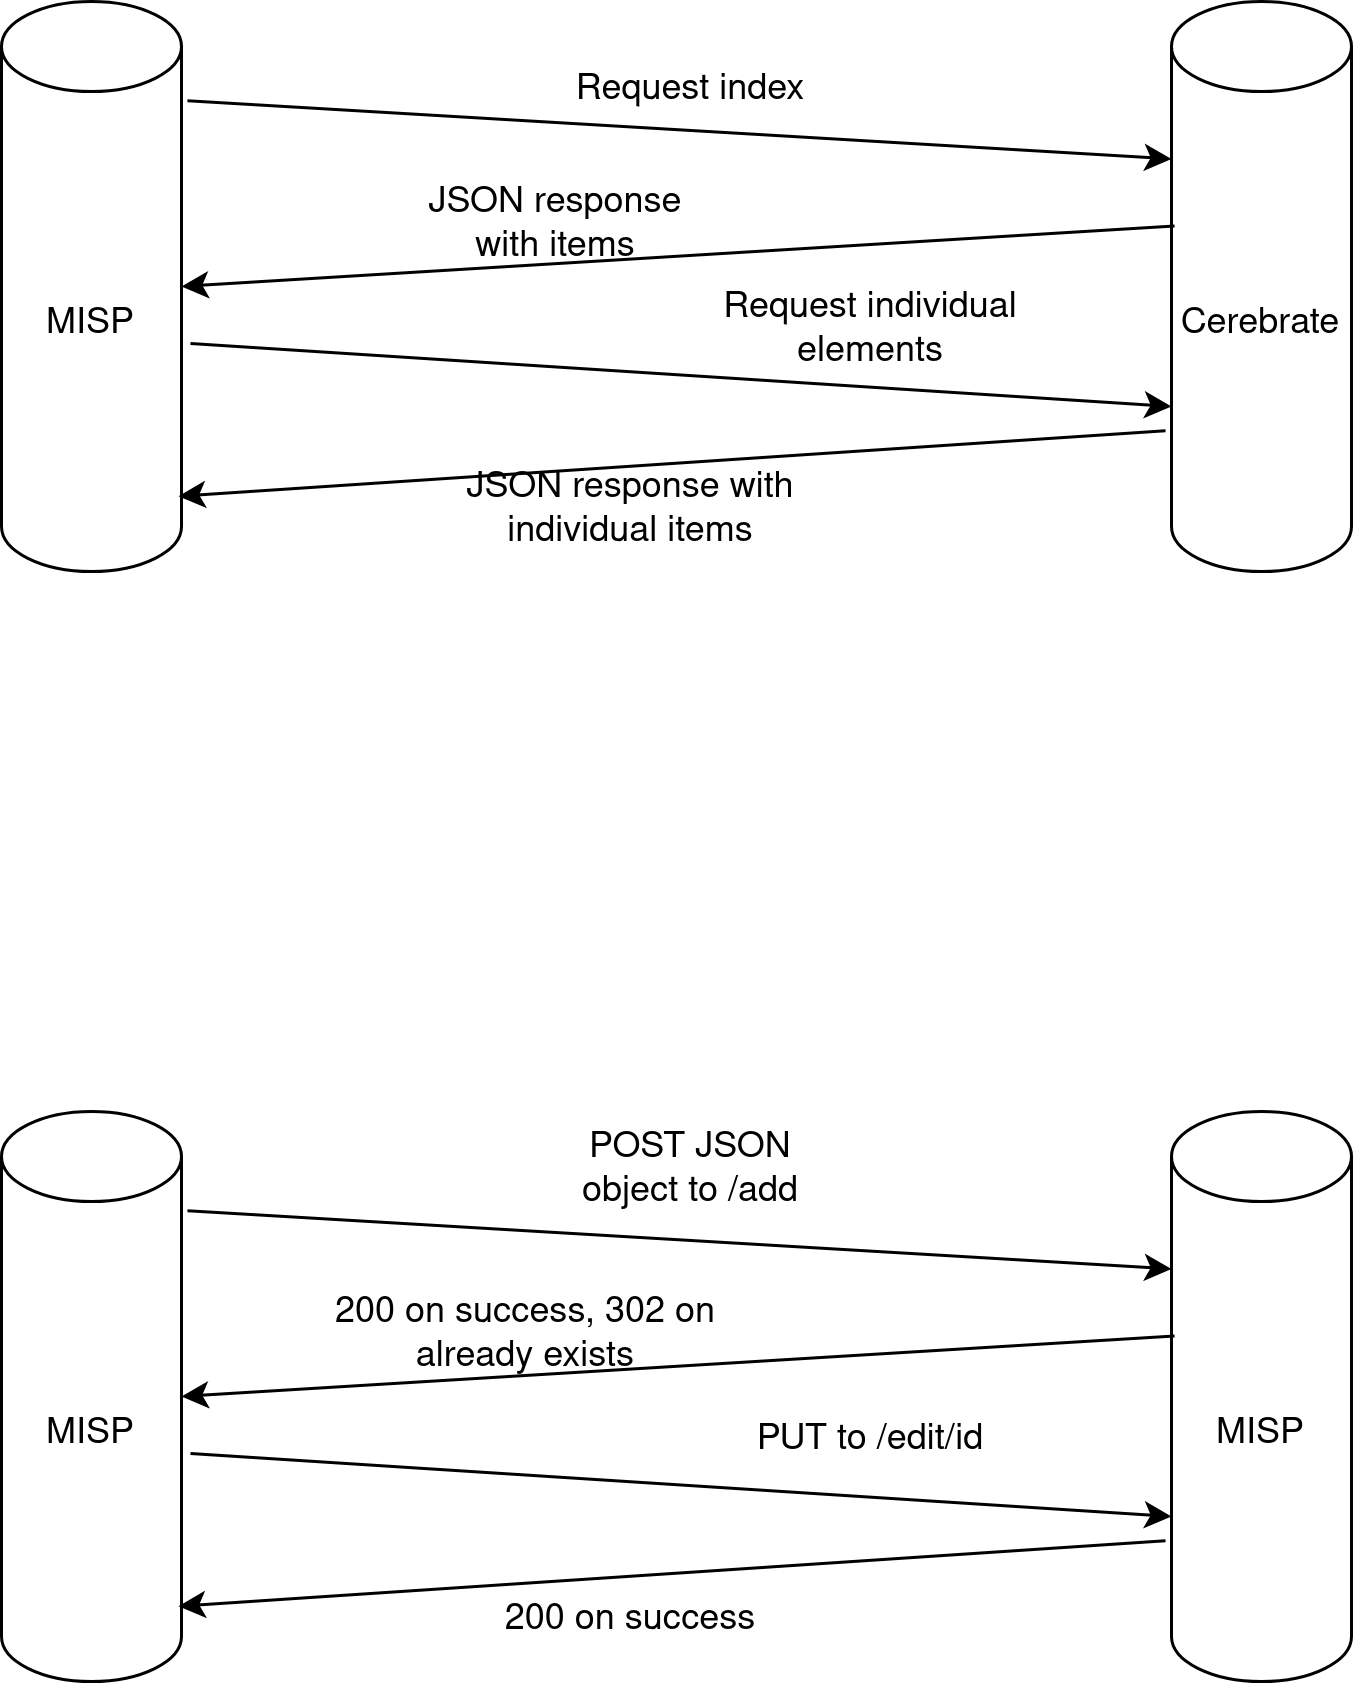 Request index
JSON response
with items
Request individual
elements
MISP
Cerebrate
JSON response with
individual items
POST JSON
object to /add
200 on success, 302 on
already exists
MISP
PUT to /edit/id
MISP
200 on success